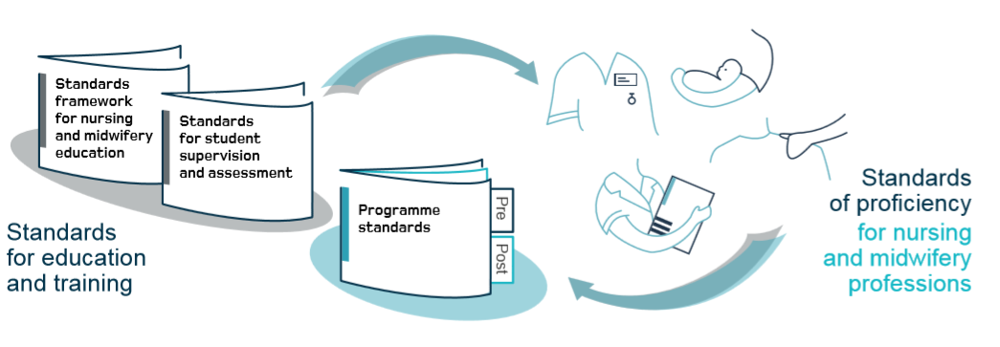 Standards
framework
for nursing
and midwifery
education
Standards
for student
supervision
and assessment
Programme
standards
Pre
Post
Standards
for education
and training
Standards
of proficiency
for nursing
and midwifery
professions